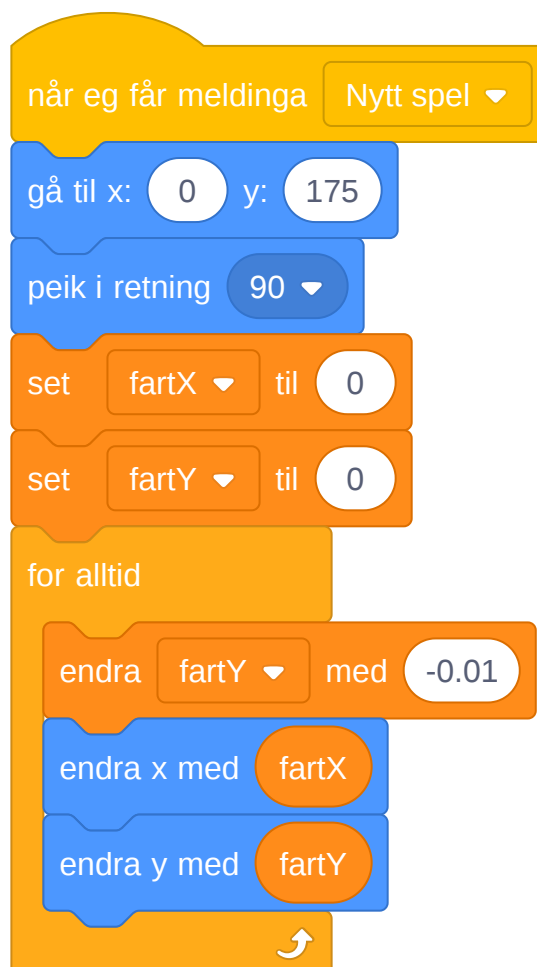 når eg får meldinga Nytt spel
gå til x: 0 y: 175
peik i retning 90
set fartX til 0
set fartY til 0
for alltid
endra fartY med -0.01
endra x med fartX
endra y med fartY